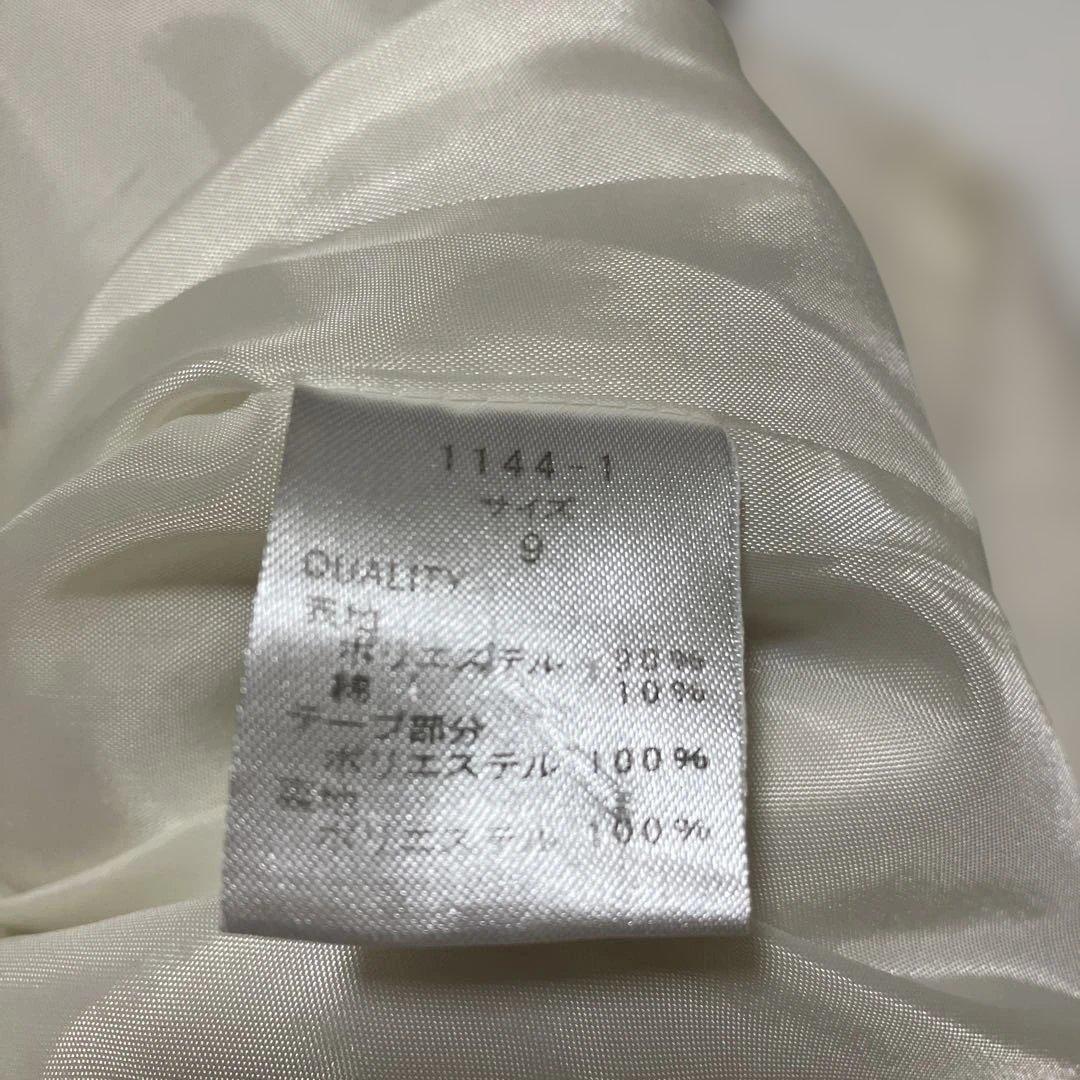 1144-1
サイズ
9
QUALITY
表地
ポリエステル 90%
綿 10%
テープ部分
ポリエステル 100%
裏地
ポリエステル 100%